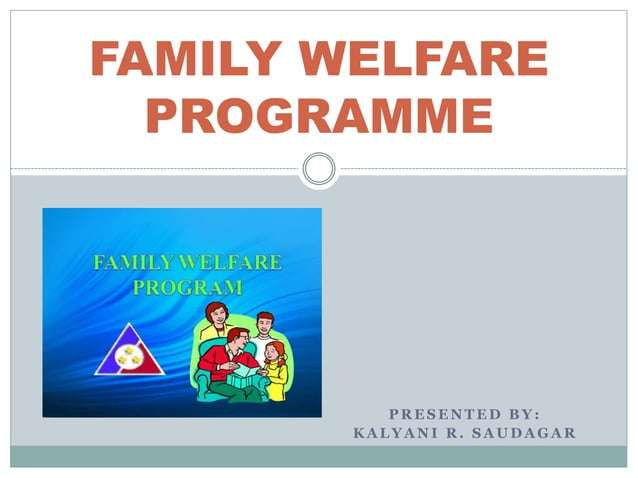 FAMILY WELFARE
PROGRAMME
FAMILY WELFARE
PROGRAM
PRESENTED BY:
KALYANI R. SAUDAGAR